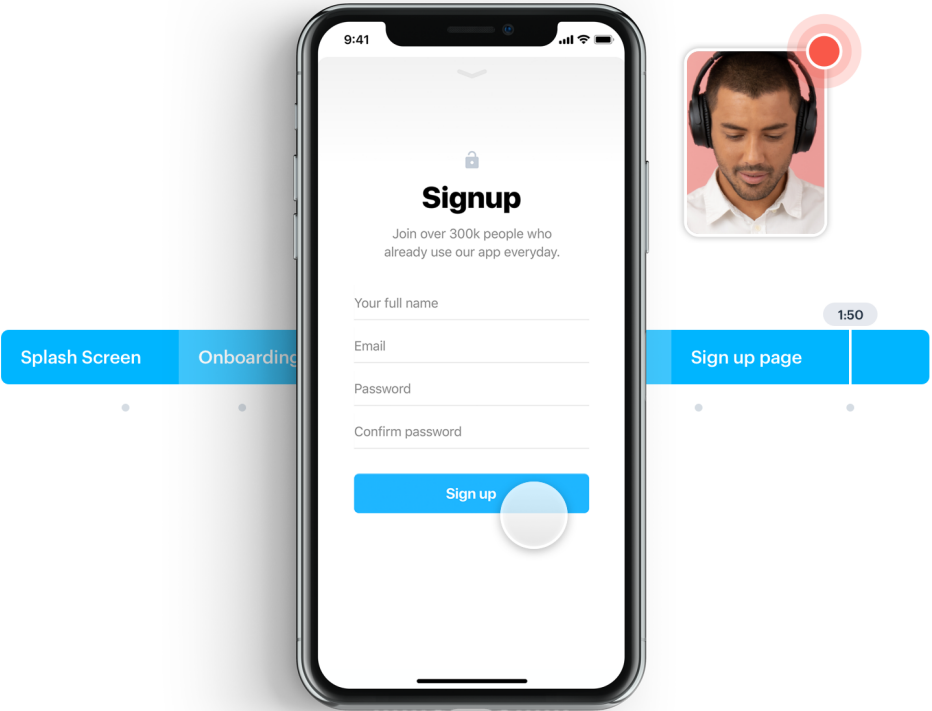 9:41
Signup
Join over 300k people who
already use our app everyday.
Your full name
Email
Password
Confirm password
Sign up
Splash Screen
Onboarding
Sign up page
1:50